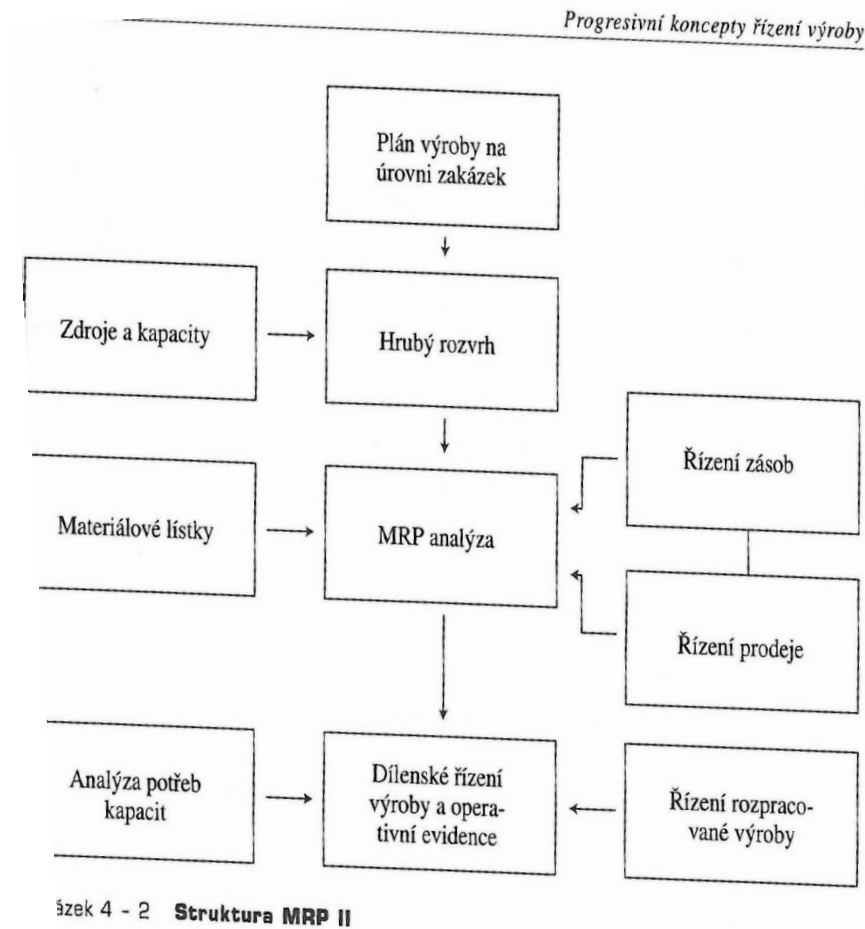 Progresivní koncepty řízení výroby
Plán výroby na
úrovni zakázek
Zdroje a kapacity
Hrubý rozvrh
Řízení zásob
Materiálové lístky
MRP analýza
Řízení prodeje
Analýza potřeb
kapacit
Dílenské řízení
výroby a opera-
tivní evidence
Řízení rozpraco-
vané výroby
ázek 4 - 2 Struktura MRP II